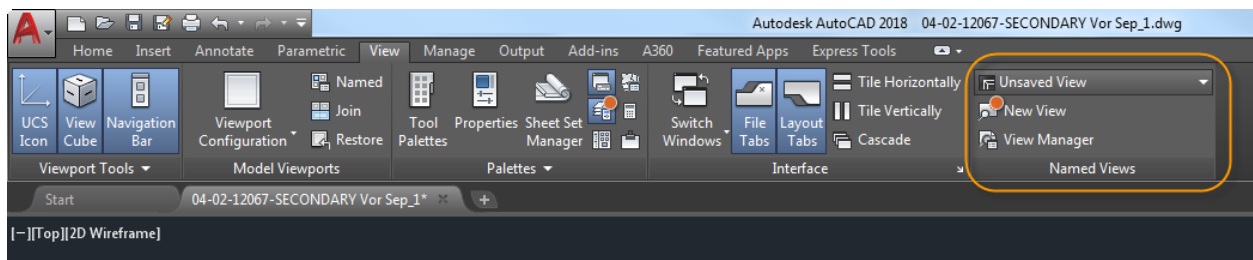 Autodesk AutoCAD 2018 04-02-12067-SECONDARY Vor Sep_1.dwg
Home Insert Annotate Parametric View Manage Output Add-ins A360 Featured Apps Express Tools
UCS Icon
View Cube
Navigation Bar
Viewport Tools
Viewport Configuration
Named
Join
Restore
Model Viewports
Tool Palettes
Properties
Sheet Set Manager
Palettes
Switch Windows
File Tabs
Layout Tabs
Tile Horizontally
Tile Vertically
Cascade
Interface
Unsaved View
New View
View Manager
Named Views
Start 04-02-12067-SECONDARY Vor Sep_1*
[−][Top][2D Wireframe]